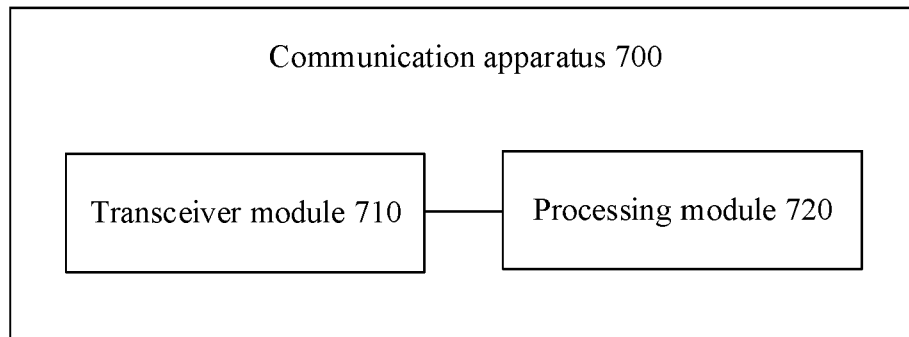 Communication apparatus 700
Transceiver module 710
Processing module 720